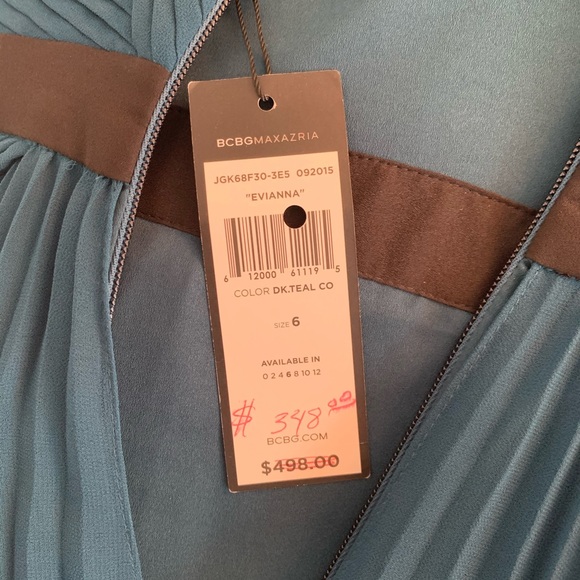 BCBGMAXAZRIA
JGK68F30-3E5 092015
"EVIANNA"
6 12000 61119 5
COLOR DK.TEAL CO
SIZE 6
AVAILABLE IN
0 2 4 6 8 10 12
$ 348.00
BCBG.COM
$498.00